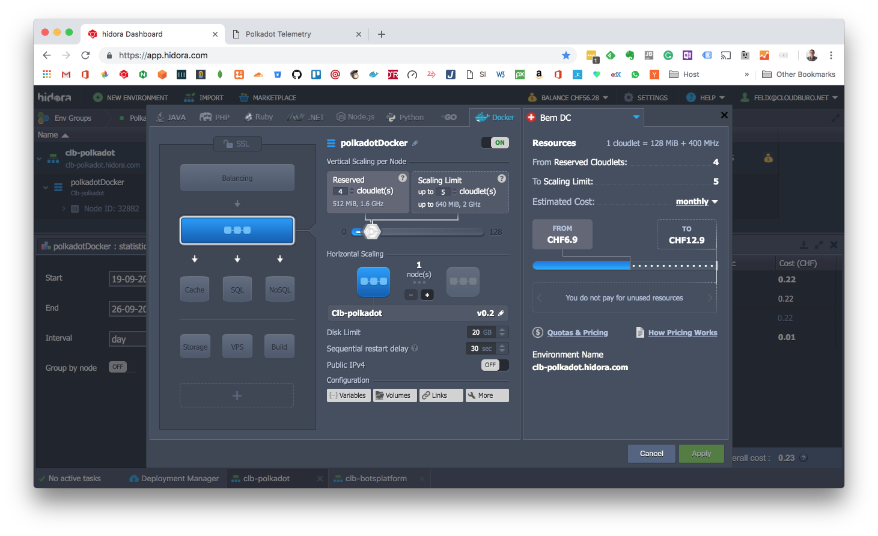 hidora Dashboard
Polkadot Telemetry
https://app.hidora.com
SI
Host
»
Other Bookmarks
hidora
NEW ENVIRONMENT
IMPORT
MARKETPLACE
BALANCE CHF56.28
SETTINGS
HELP
FELIX@CLOUDBURO.NET
Env Groups
Polka
Name
clb-polkadot
clb-polkadot.hidora.com
polkadotDocker
Clb-polkadot
Node ID: 32882
polkadotDocker : statistic
Start
19-09-20
End
26-09-20
Interval
day
Group by node
OFF
JAVA
PHP
Ruby
.NET
Node.js
Python
GO
Docker
SSL
Balancing
Cache
SQL
NoSQL
Storage
VPS
Build
polkadotDocker
ON
Vertical Scaling per Node
Reserved
4 cloudlet(s)
512 MiB, 1.6 GHz
Scaling Limit
up to 5 cloudlet(s)
up to 640 MiB, 2 GHz
0
128
Horizontal Scaling
1
node(s)
Clb-polkadot
v0.2
Disk Limit
20 GB
Sequential restart delay
30 sec
Public IPv4
OFF
Configuration
Variables
Volumes
Links
More
Bern DC
Resources
1 cloudlet = 128 MiB + 400 MHz
From Reserved Cloudlets:
4
To Scaling Limit:
5
Estimated Cost:
monthly
FROM
CHF6.9
TO
CHF12.9
You do not pay for unused resources
Quotas & Pricing
How Pricing Works
Environment Name
clb-polkadot.hidora.com
Cancel
Apply
Cost (CHF)
0.22
0.22
0.22
0.01
erall cost : 0.23
No active tasks
Deployment Manager
clb-polkadot
clb-botsplatform